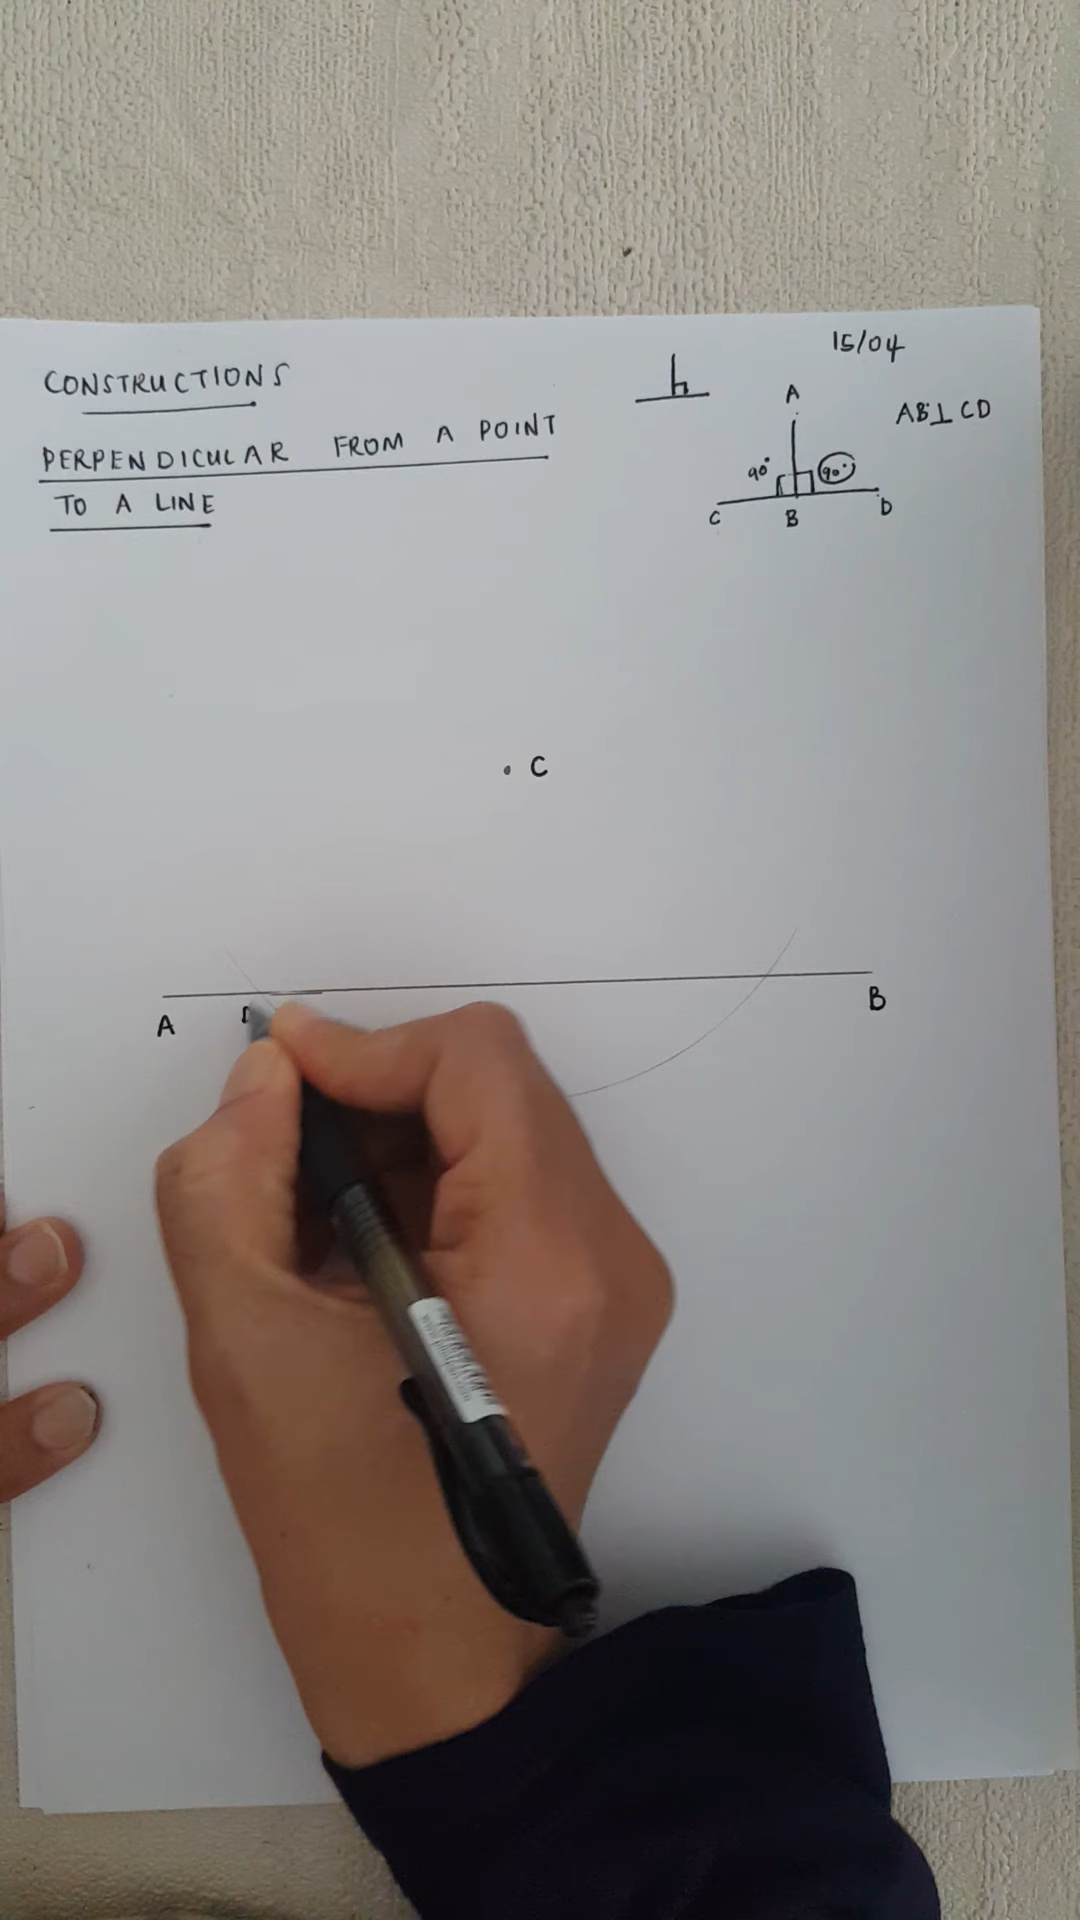 15/04
CONSTRUCTIONS
PERPENDICULAR FROM A POINT
TO A LINE
A
AB⊥CD
90°
90°
C
B
D
C
A
B